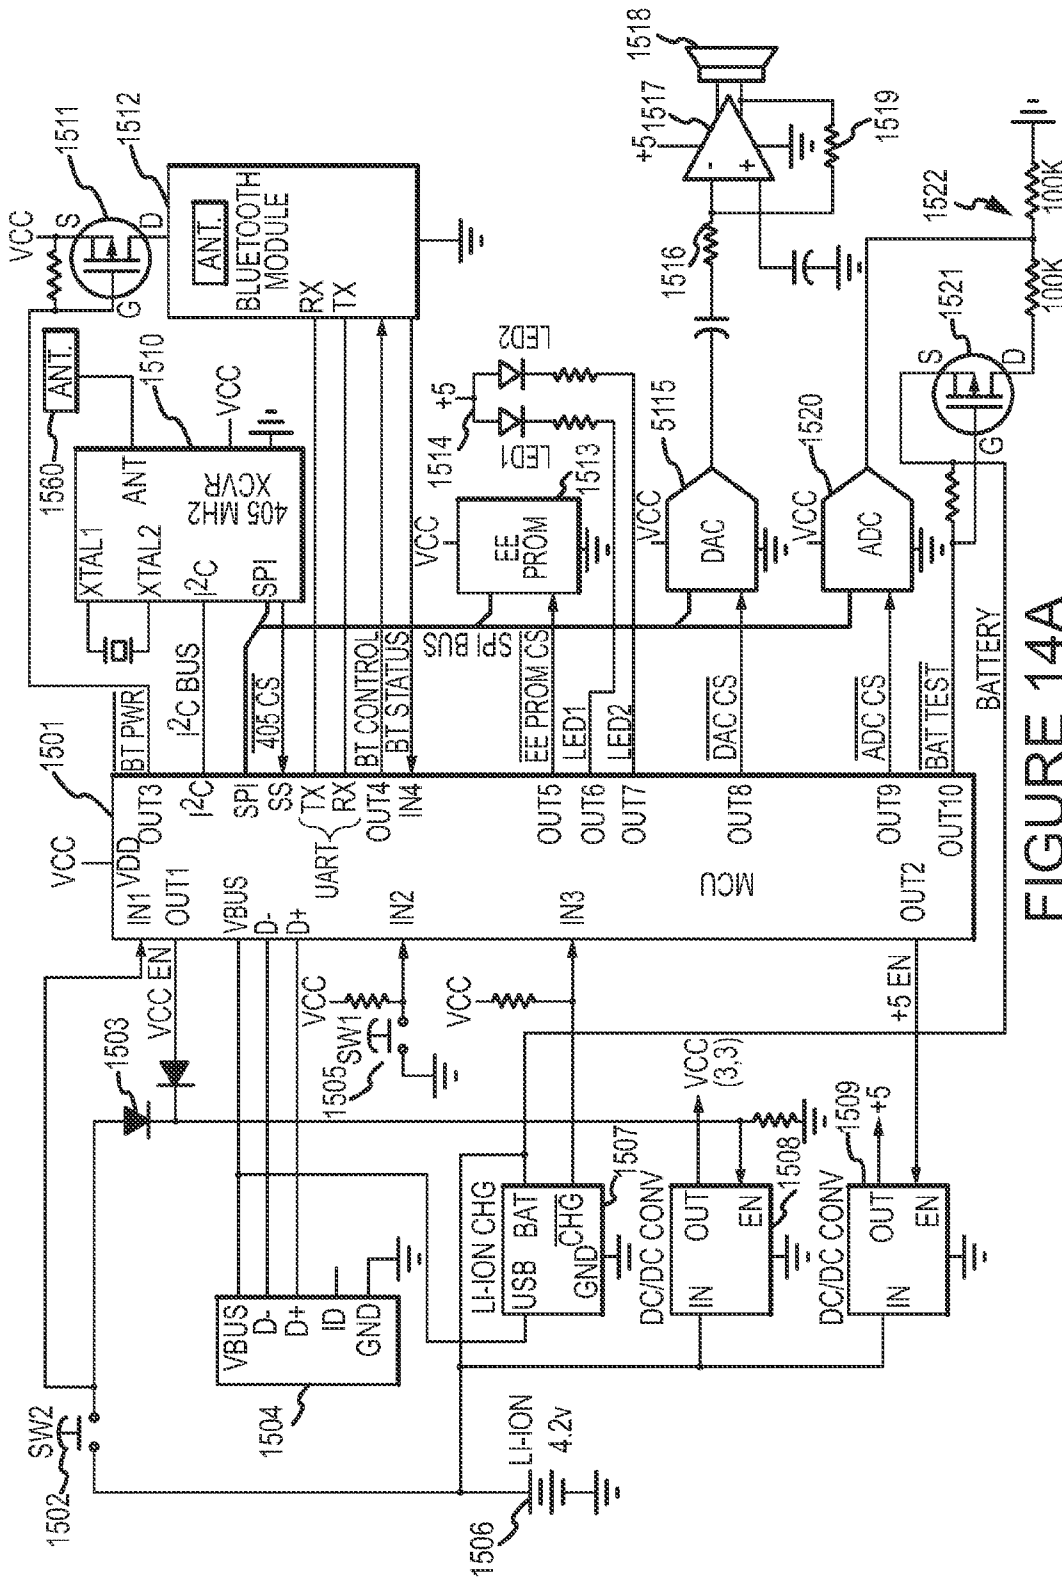 SW2
1502
1504
VBUS
D-
D+
ID
GND
1506
LI-ION
4.2v
1503
VCC EN
VCC
SW1
1505
VCC
LI-ION CHG
USB
BAT
CHG
GND
1507
DC/DC CONV
IN
OUT
EN
1508
VCC
(3,3)
DC/DC CONV
IN
OUT
EN
1509
+5
+5 EN
VCC
1501
IN1
VDD
OUT1
VBUS
D-
D+
IN2
IN3
OUT2
MCU
OUT3
I2C
SPI
SS
UART
TX
RX
OUT4
IN4
OUT5
OUT6
OUT7
OUT8
OUT9
OUT10
BT PWR
I2C BUS
405 CS
BT CONTROL
BT STATUS
EE PROM CS
LED1
LED2
DAC CS
ADC CS
BAT TEST
BATTERY
SPI BUS
XTAL1
XTAL2
I2C
SPI
ANT
405 MH2
XCVR
1510
1560
ANT.
VCC
VCC
S
G
D
1511
1512
ANT.
BLUETOOTH
MODULE
RX
TX
VCC
EE
PROM
1513
1514
+5
LED1
LED2
VCC
DAC
5115
VCC
ADC
1520
1516
+5
1517
-
+
1518
1519
S
G
D
1521
1522
100K
100K
FIGURE 14A